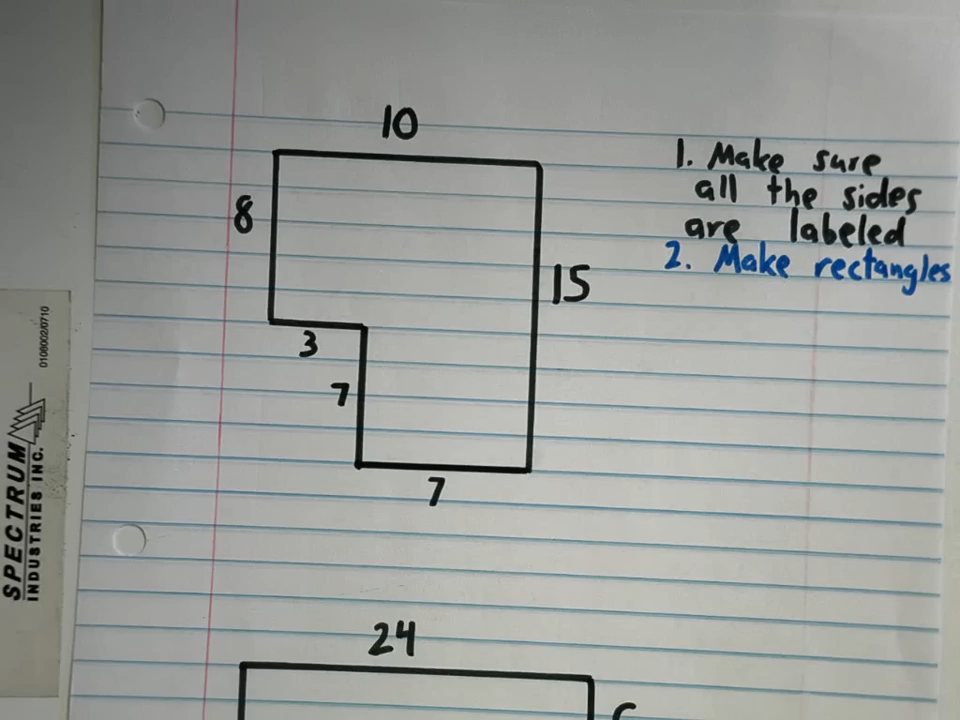 10
1. Make sure
all the sides
are labeled
2. Make rectangles
8
15
3
7
7
24
SPECTRUM
INDUSTRIES INC.
0108002/0710